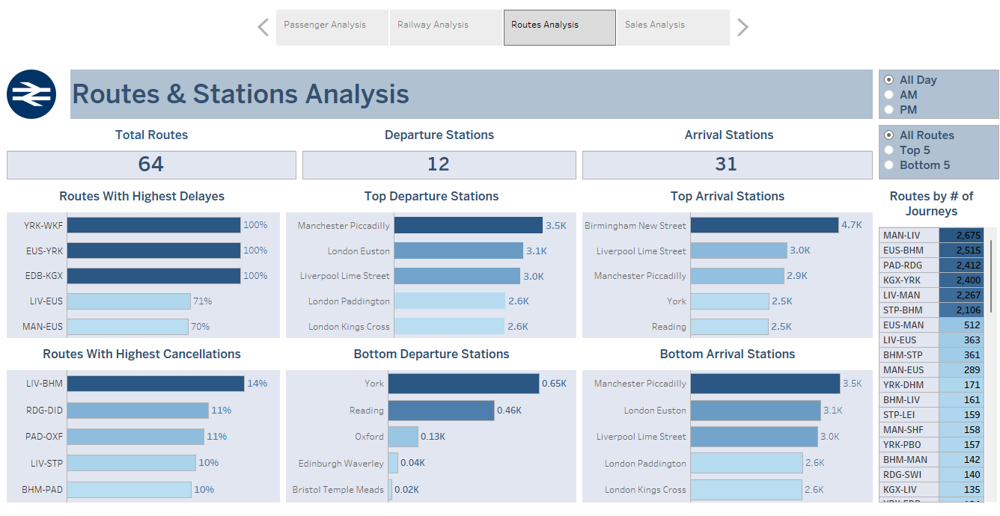 Passenger Analysis
Railway Analysis
Routes Analysis
Sales Analysis
Routes & Stations Analysis
All Day
AM
PM
Total Routes
64
Departure Stations
12
Arrival Stations
31
All Routes
Top 5
Bottom 5
Routes With Highest Delayes
YRK-WKF 100%
EUS-YRK 100%
EDB-KGX 100%
LIV-EUS 71%
MAN-EUS 70%
Top Departure Stations
Manchester Piccadilly 3.5K
London Euston 3.1K
Liverpool Lime Street 3.0K
London Paddington 2.6K
London Kings Cross 2.6K
Top Arrival Stations
Birmingham New Street 4.7K
Liverpool Lime Street 3.0K
Manchester Piccadilly 2.9K
York 2.5K
Reading 2.5K
Routes With Highest Cancellations
LIV-BHM 14%
RDG-DID 11%
PAD-OXF 11%
LIV-STP 10%
BHM-PAD 10%
Bottom Departure Stations
York 0.65K
Reading 0.46K
Oxford 0.13K
Edinburgh Waverley 0.04K
Bristol Temple Meads 0.02K
Bottom Arrival Stations
Manchester Piccadilly 3.5K
London Euston 3.1K
Liverpool Lime Street 3.0K
London Paddington 2.6K
London Kings Cross 2.6K
Routes by # of
Journeys
MAN-LIV 2,675
EUS-BHM 2,515
PAD-RDG 2,412
KGX-YRK 2,400
LIV-MAN 2,267
STP-BHM 2,106
EUS-MAN 512
LIV-EUS 363
BHM-STP 361
MAN-EUS 289
YRK-DHM 171
BHM-LIV 161
STP-LEI 159
MAN-SHF 158
YRK-PBO 157
BHM-MAN 142
RDG-SWI 140
KGX-LIV 135